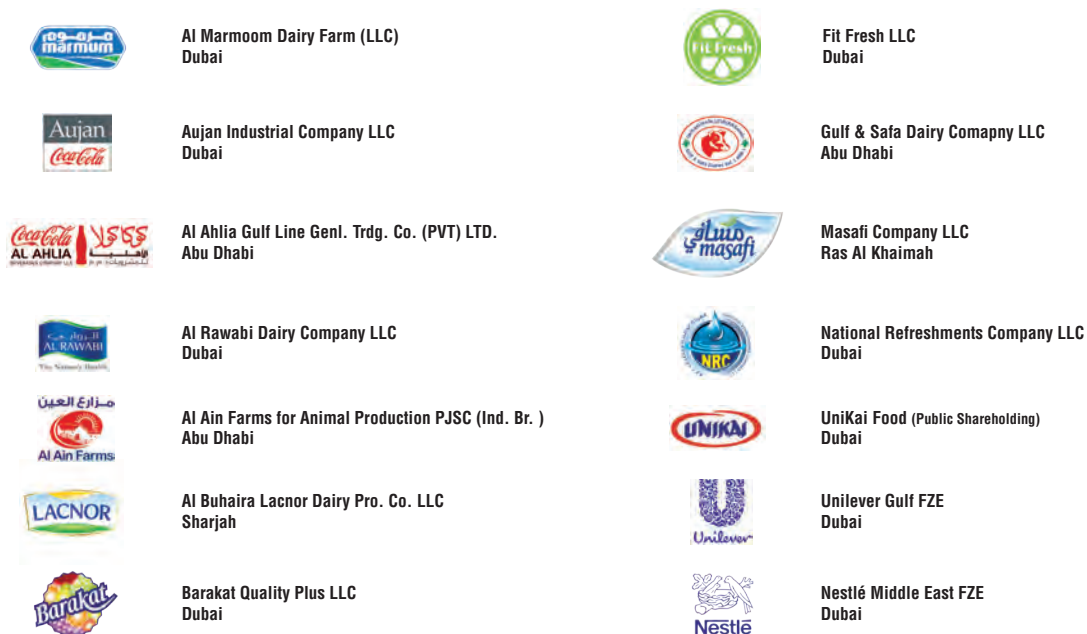 مرموم
marmum
Al Marmoom Dairy Farm (LLC)
Dubai
Fit Fresh
Fit Fresh LLC
Dubai
Aujan
Coca-Cola
Aujan Industrial Company LLC
Dubai
Gulf & Safa Dairy Comapny LLC
Abu Dhabi
Coca-Cola
كوكاكولا
AL AHLIA
الأهلية
Al Ahlia Gulf Line Genl. Trdg. Co. (PVT) LTD.
Abu Dhabi
مسافي
masafi
Masafi Company LLC
Ras Al Khaimah
الروابي
AL RAWABI
Al Rawabi Dairy Company LLC
Dubai
NRC
National Refreshments Company LLC
Dubai
مزارع العين
Al Ain Farms
Al Ain Farms for Animal Production PJSC (Ind. Br. )
Abu Dhabi
UNIKAI
UniKai Food (Public Shareholding)
Dubai
LACNOR
Al Buhaira Lacnor Dairy Pro. Co. LLC
Sharjah
Unilever
Unilever Gulf FZE
Dubai
Barakat
Barakat Quality Plus LLC
Dubai
Nestlé
Nestlé Middle East FZE
Dubai